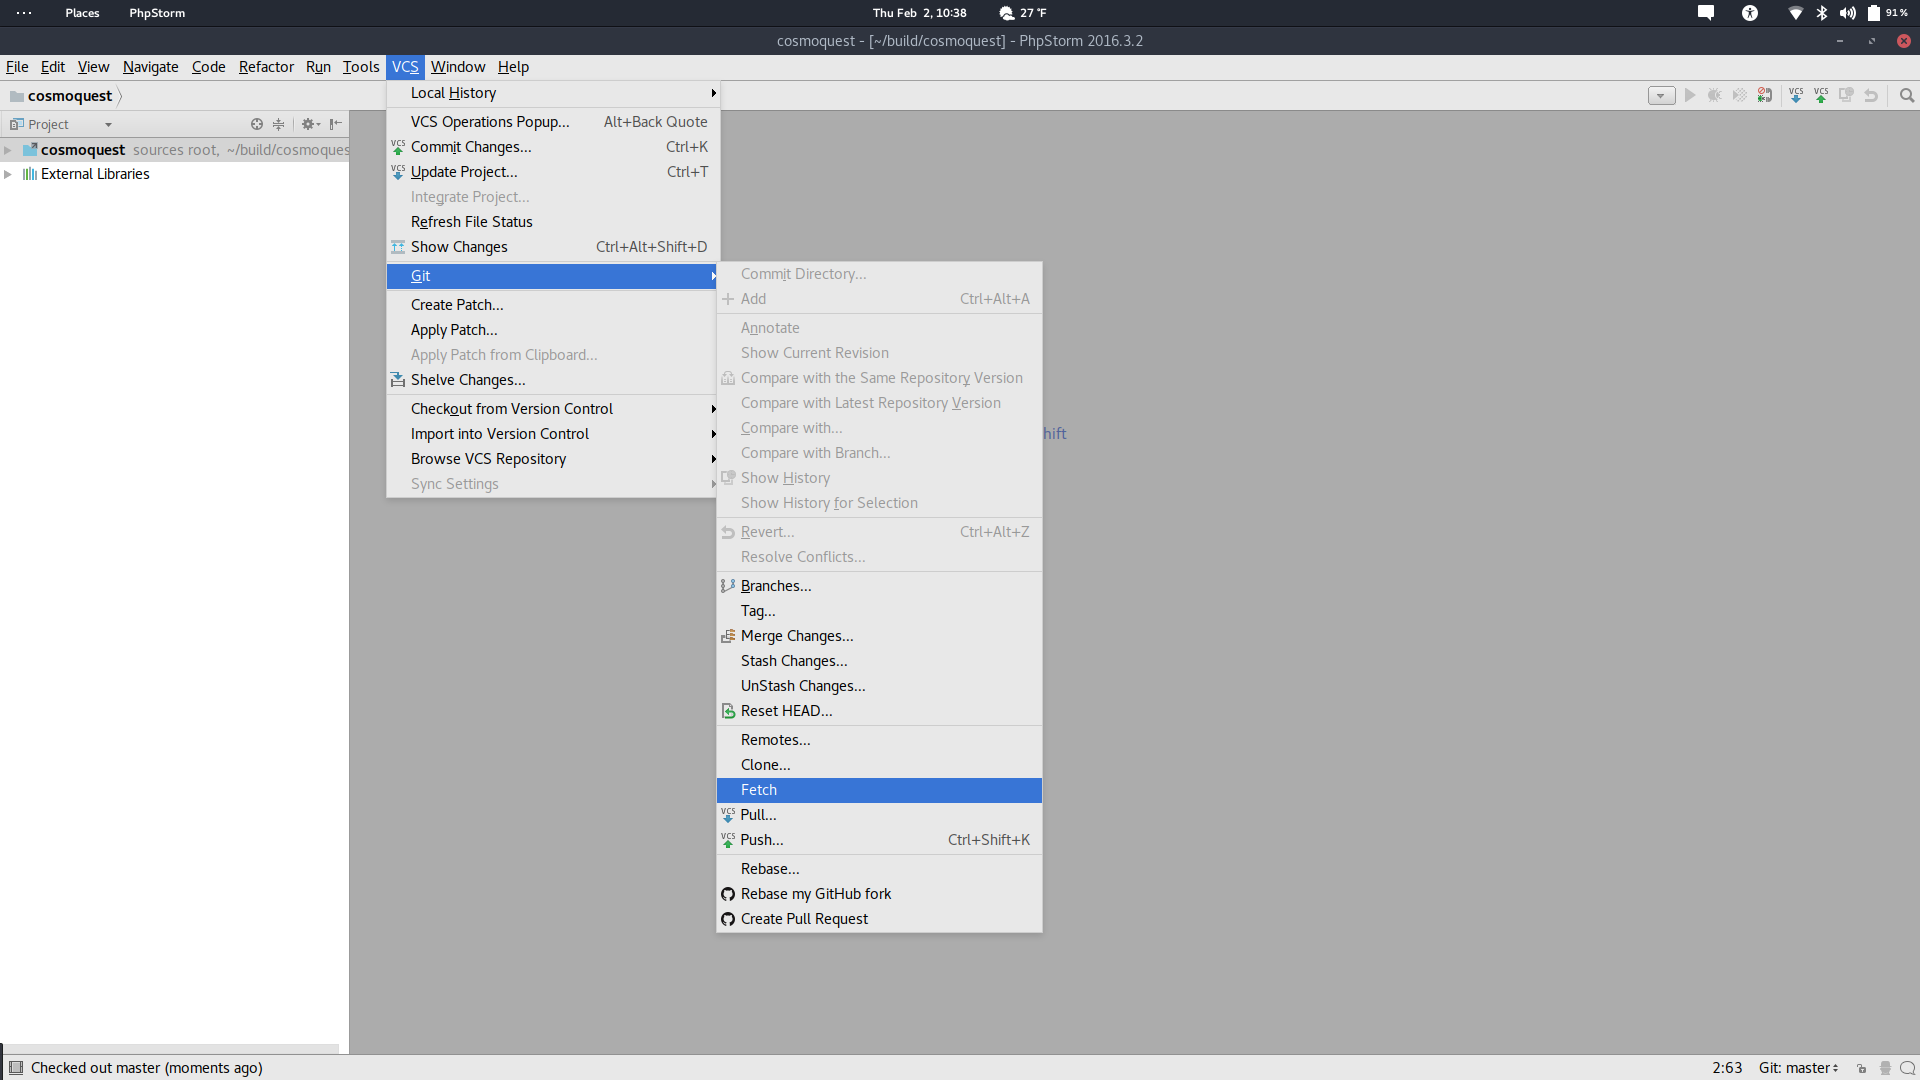 Places PhpStorm Thu Feb 2, 10:38 27 °F 91%
cosmoquest - [~/build/cosmoquest] - PhpStorm 2016.3.2
File Edit View Navigate Code Refactor Run Tools VCS Window Help
cosmoquest
VCS VCS
Project
cosmoquest sources root, ~/build/cosmoques
External Libraries
Local History
VCS Operations Popup... Alt+Back Quote
VCS Commit Changes... Ctrl+K
VCS Update Project... Ctrl+T
Integrate Project...
Refresh File Status
Show Changes Ctrl+Alt+Shift+D
Git
Create Patch...
Apply Patch...
Apply Patch from Clipboard...
Shelve Changes...
Checkout from Version Control
Import into Version Control
Browse VCS Repository
Sync Settings
Commit Directory...
Add Ctrl+Alt+A
Annotate
Show Current Revision
Compare with the Same Repository Version
Compare with Latest Repository Version
Compare with...
hift
Compare with Branch...
Show History
Show History for Selection
Revert... Ctrl+Alt+Z
Resolve Conflicts...
Branches...
Tag...
Merge Changes...
Stash Changes...
UnStash Changes...
Reset HEAD...
Remotes...
Clone...
Fetch
VCS Pull...
VCS Push... Ctrl+Shift+K
Rebase...
Rebase my GitHub fork
Create Pull Request
Checked out master (moments ago) 2:63 Git: master